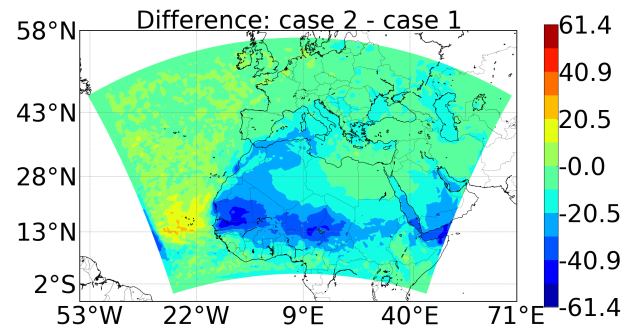 Difference: case 2 - case 1
58°N
43°N
28°N
13°N
2°S
53°W 22°W 9°E 40°E 71°E
61.4
40.9
20.5
-0.0
-20.5
-40.9
-61.4